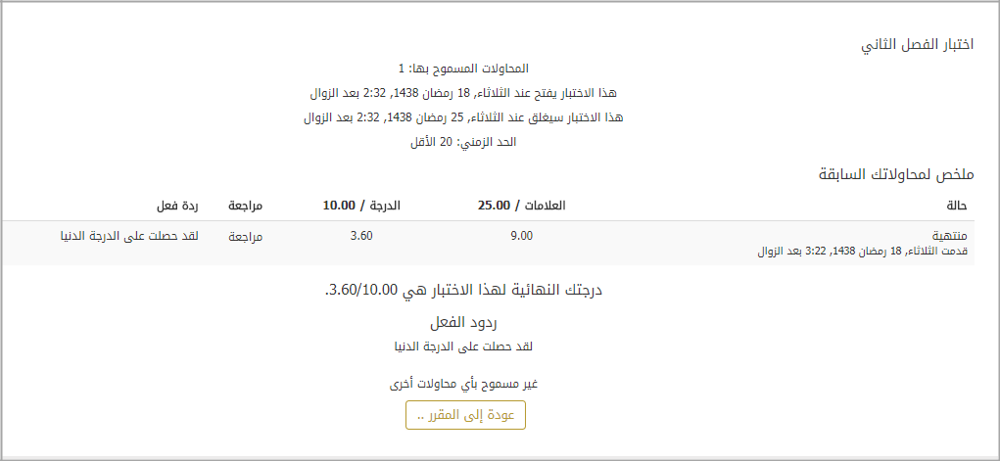 اختبار الفصل الثاني
المحاولات المسموح بها: 1
هذا الاختبار يفتح عند الثلاثاء, 18 رمضان 1438, 2:32 بعد الزوال
هذا الاختبار سيغلق عند الثلاثاء, 25 رمضان 1438, 2:32 بعد الزوال
الحد الزمني: 20 الأقل
ملخص لمحاولاتك السابقة
حالة العلامات / 25.00 الدرجة / 10.00 مراجعة ردة فعل
منتهية 9.00 3.60 مراجعة لقد حصلت على الدرجة الدنيا
قدمت الثلاثاء, 18 رمضان 1438, 3:22 بعد الزوال
درجتك النهائية لهذا الاختبار هي 3.60/10.00.
ردود الفعل
لقد حصلت على الدرجة الدنيا
غير مسموح بأي محاولات أخرى
عودة إلى المقرر ..